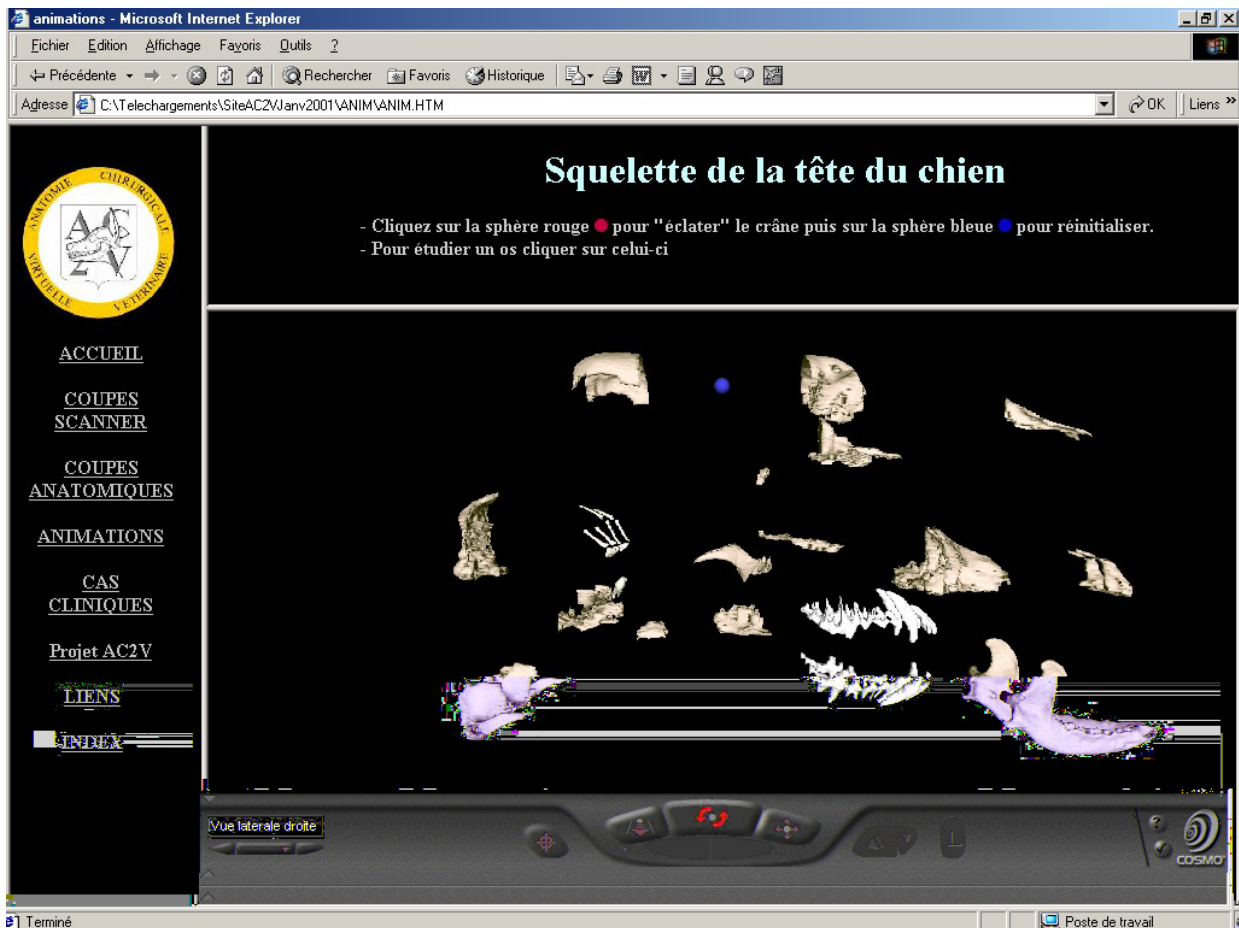 animations - Microsoft Internet Explorer
Fichier Edition Affichage Favoris Outils ?
Précédente Rechercher Favoris Historique
Adresse C:\Telechargements\SiteAC2VJanv2001\ANIM\ANIM.HTM OK Liens »
ANATOMIE CHIRURGICALE
VIRTUELLE VETERINAIRE
A C
2 V
ACCUEIL
COUPES
SCANNER
COUPES
ANATOMIQUES
ANIMATIONS
CAS
CLINIQUES
Projet AC2V
LIENS
INDEX
Squelette de la tête du chien
- Cliquez sur la sphère rouge pour "éclater" le crâne puis sur la sphère bleue pour réinitialiser.
- Pour étudier un os cliquer sur celui-ci
Vue laterale droite
COSMO
Terminé Poste de travail